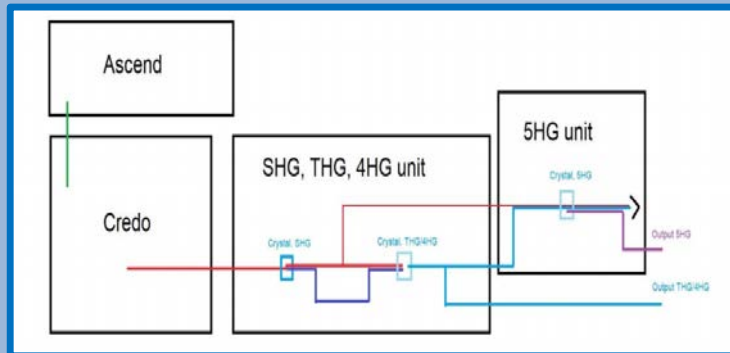 Ascend
5HG unit
SHG, THG, 4HG unit
Crystal, 5HG
Credo
Output 5HG
Crystal, SHG
Crystal, THG/4HG
Output THG/4HG